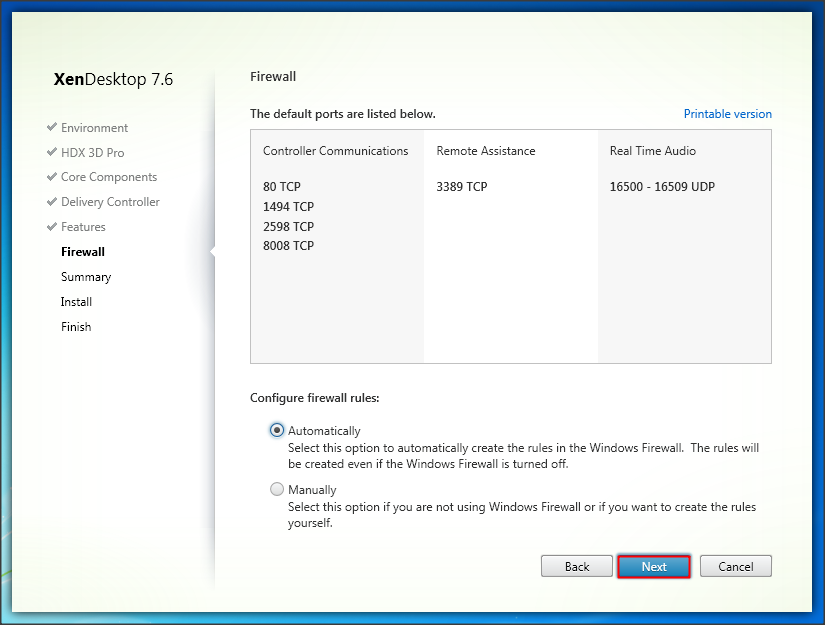 XenDesktop 7.6
Environment
HDX 3D Pro
Core Components
Delivery Controller
Features
Firewall
Summary
Install
Finish
Firewall
The default ports are listed below.
Printable version
Controller Communications
80 TCP
1494 TCP
2598 TCP
8008 TCP
Remote Assistance
3389 TCP
Real Time Audio
16500 - 16509 UDP
Configure firewall rules:
Automatically
Select this option to automatically create the rules in the Windows Firewall.  The rules will
be created even if the Windows Firewall is turned off.
Manually
Select this option if you are not using Windows Firewall or if you want to create the rules
yourself.
Back
Next
Cancel